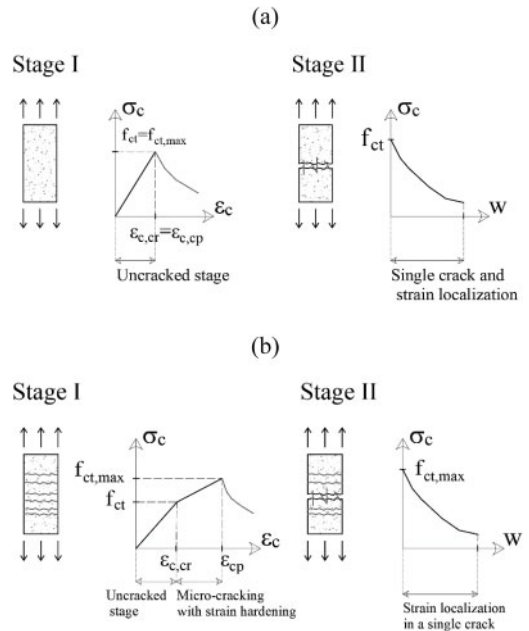 (a)
Stage I
Stage II
σc
fct=fct,max
εc
εc,cr=εc,cp
Uncracked stage
σc
fct
w
Single crack and
strain localization
(b)
Stage I
Stage II
σc
fct,max
fct
εc
εc,cr
εcp
Uncracked
stage
Micro-cracking
with strain hardening
σc
fct,max
w
Strain localization
in a single crack